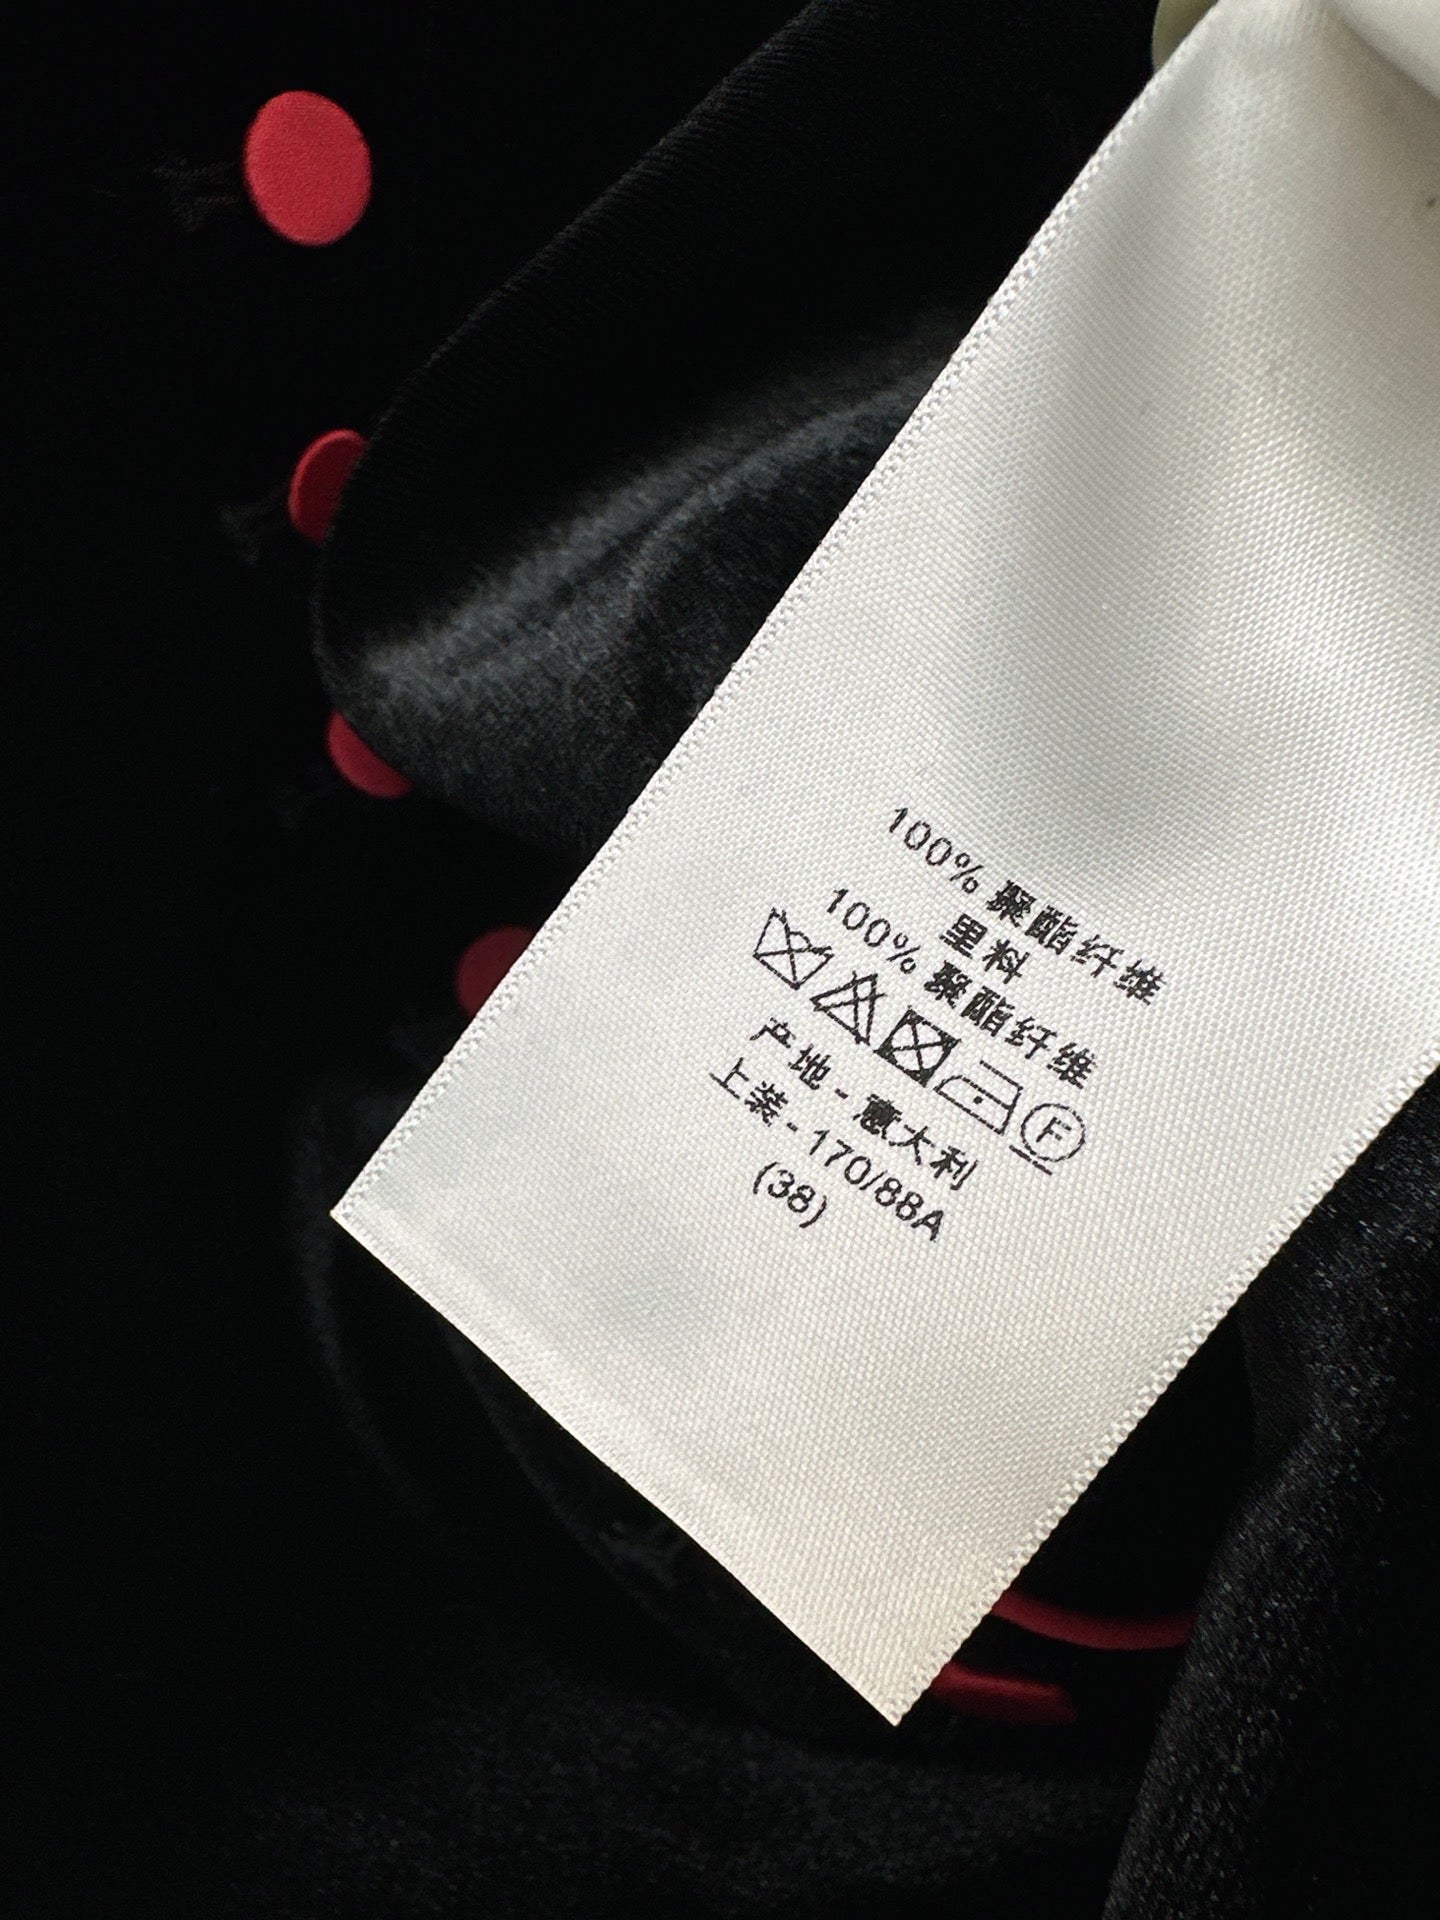 100% 聚酯纤维
里料
100% 聚酯纤维
F
产地 - 意大利
上装 - 170/88A
(38)